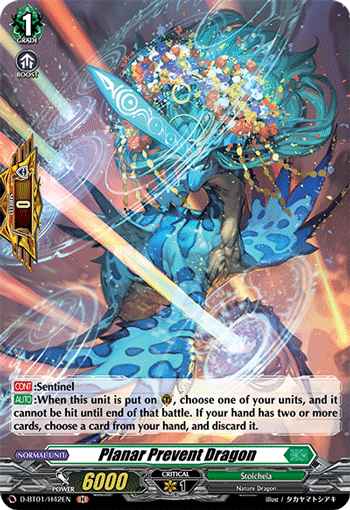 1
GRADE
BOOST
0
CONT:Sentinel
AUTO:When this unit is put on , choose one of your units, and it
cannot be hit until end of that battle. If your hand has two or more
cards, choose a card from your hand, and discard it.
NORMAL UNIT
Planar Prevent Dragon
POWER 6000
CRITICAL
1
Stoicheia
Nature Dragon
D-BT01/H42EN H
Illust / タカヤマトシアキ